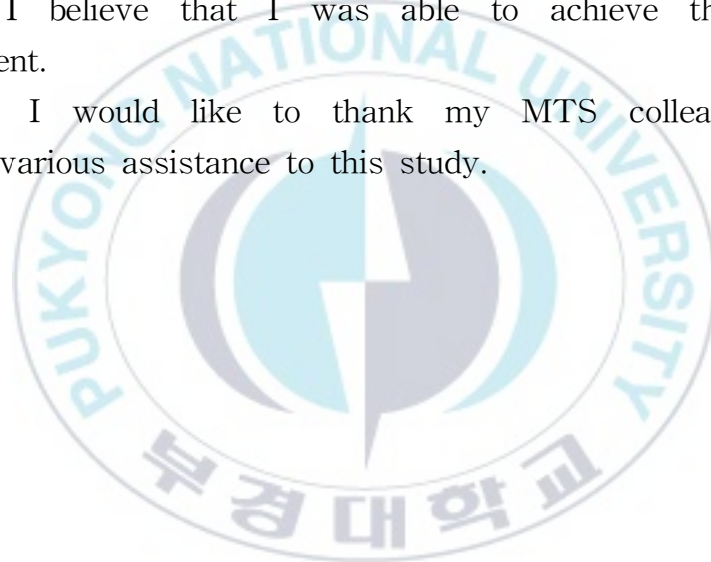 I believe that I was able to achieve th
ent.
I would like to thank my MTS collea
various assistance to this study.
PUKYONG NATIONAL UNIVERSITY
부경대학교